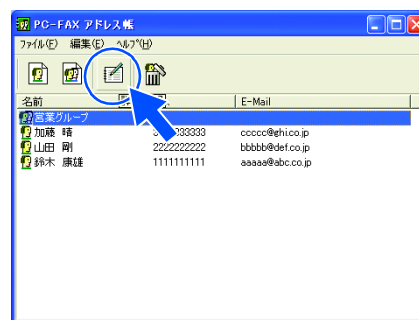 PC-FAX アドレス帳
ファイル(F) 編集(E) ヘルプ(H)
名前 E-Mail
営業グループ
加藤 晴 3333333333 ccccc@ghi.co.jp
山田 剛 2222222222 bbbbb@def.co.jp
鈴木 康雄 1111111111 aaaaa@abc.co.jp